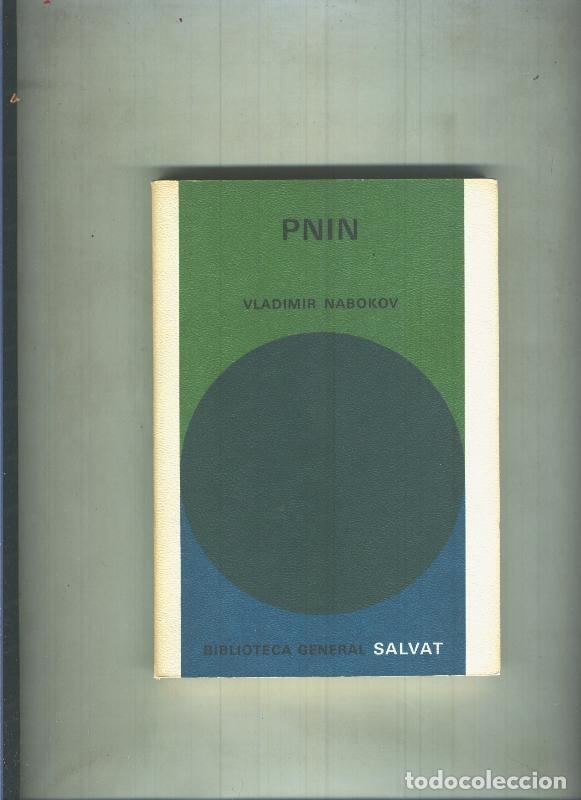 PNIN
VLADIMIR NABOKOV
BIBLIOTECA GENERAL SALVAT
todocoleccion